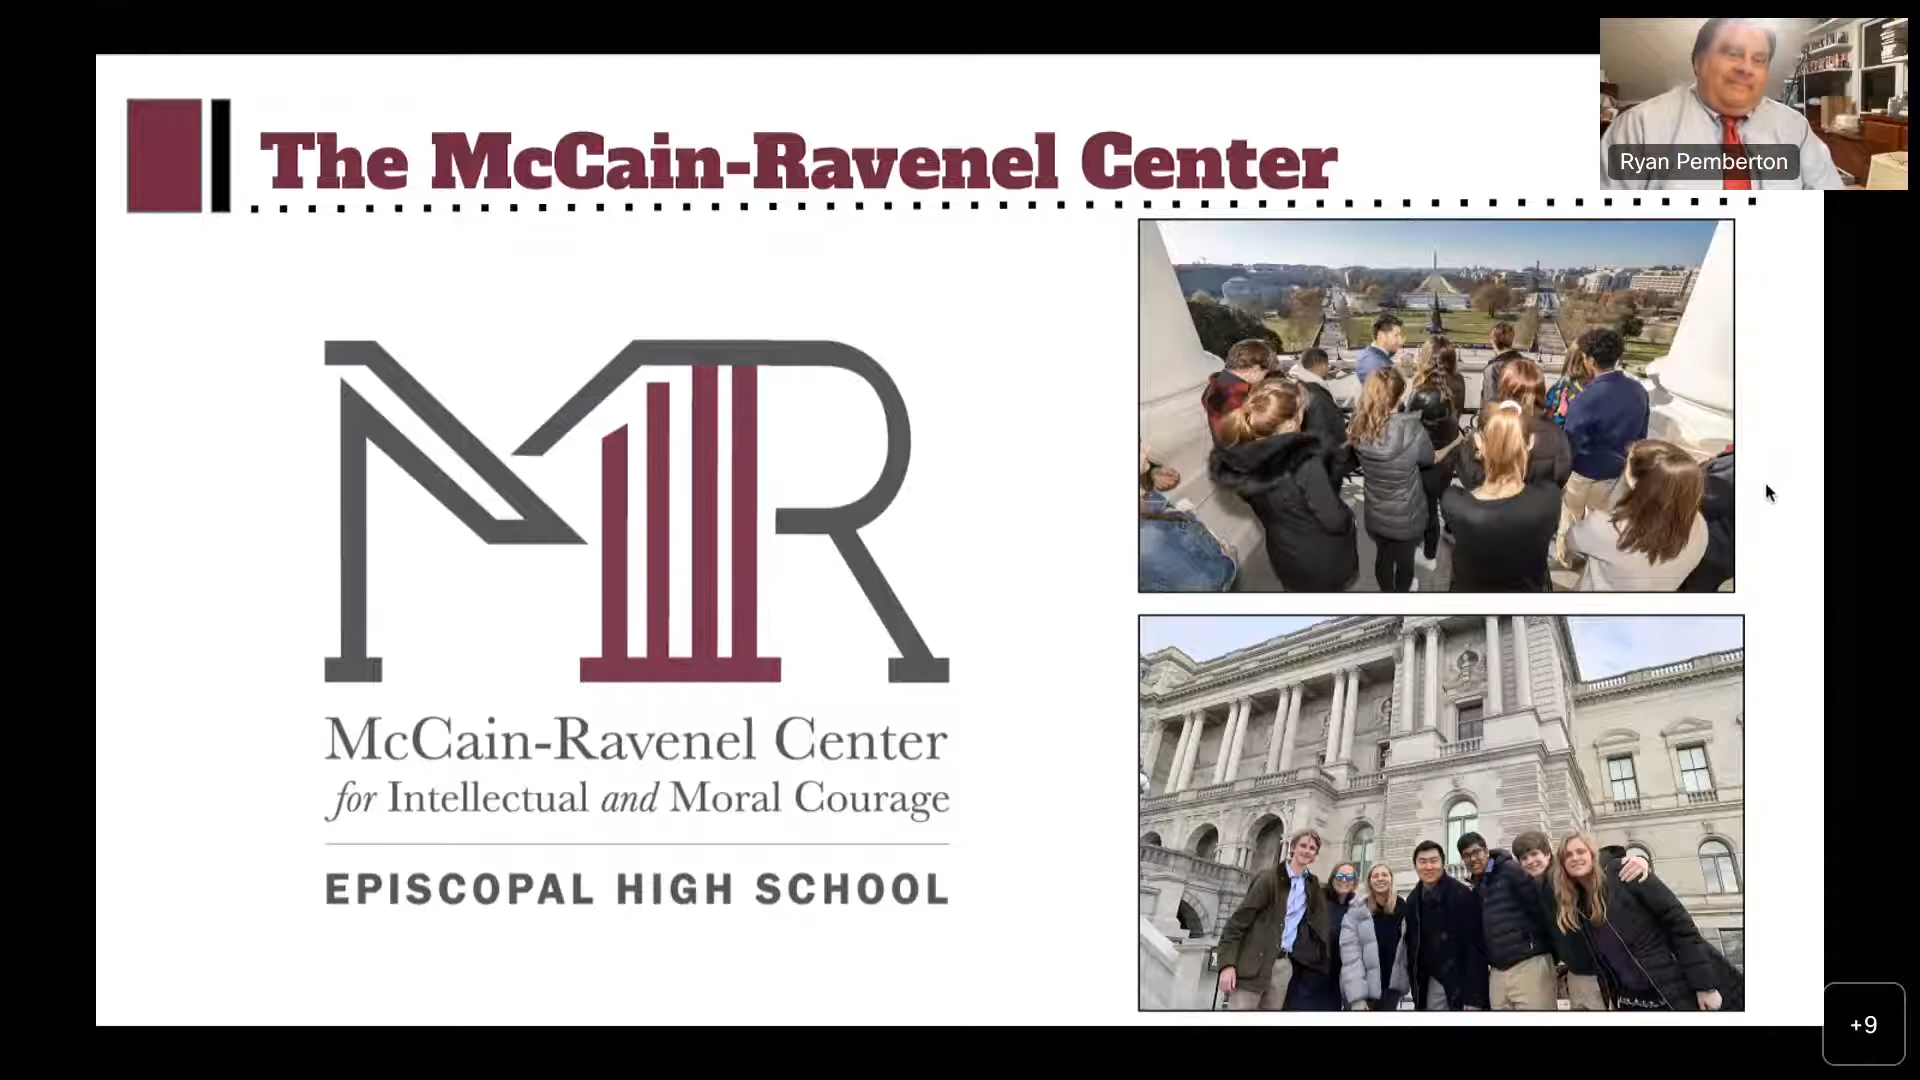 The McCain-Ravenel Center
Ryan Pemberton
McCain-Ravenel Center
for Intellectual and Moral Courage
EPISCOPAL HIGH SCHOOL
+9